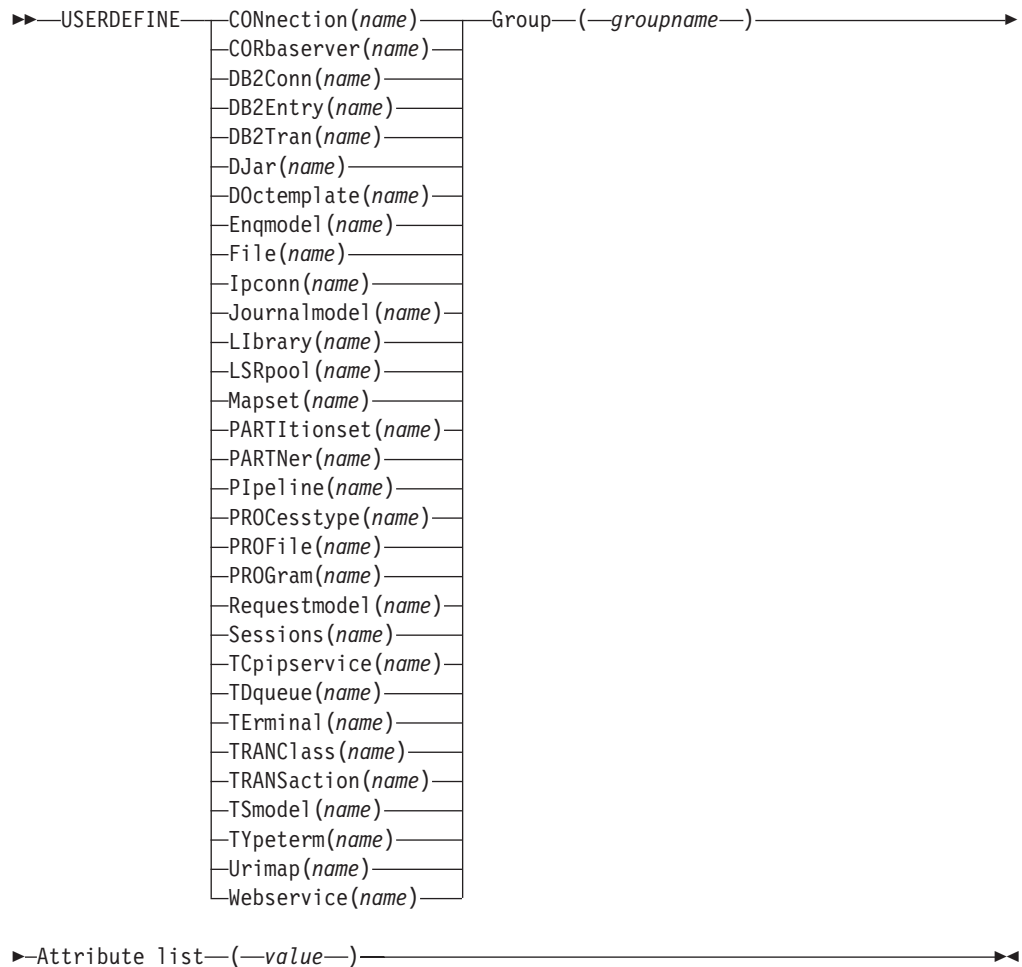 USERDEFINE CONnection(name) Group ( groupname )
CORbaserver(name)
DB2Conn(name)
DB2Entry(name)
DB2Tran(name)
DJar(name)
DOctemplate(name)
Enqmodel(name)
File(name)
Ipconn(name)
Journalmodel(name)
LIbrary(name)
LSRpool(name)
Mapset(name)
PARTItionset(name)
PARTNer(name)
PIpeline(name)
PROCesstype(name)
PROFile(name)
PROGram(name)
Requestmodel(name)
Sessions(name)
TCpipservice(name)
TDqueue(name)
TErminal(name)
TRANClass(name)
TRANSaction(name)
TSmodel(name)
TYpeterm(name)
Urimap(name)
Webservice(name)
Attribute list ( value )